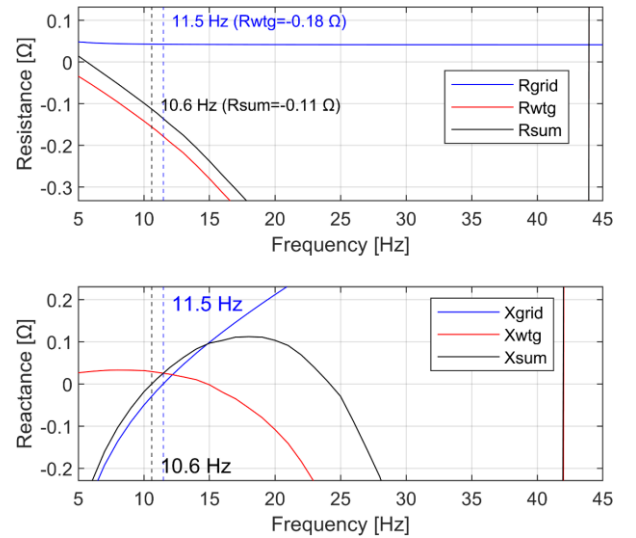 0.1
0
-0.1
-0.2
-0.3
Resistance [Ω]
11.5 Hz (Rwtg=-0.18 Ω)
10.6 Hz (Rsum=-0.11 Ω)
Rgrid
Rwtg
Rsum
5 10 15 20 25 30 35 40 45
Frequency [Hz]
0.2
0.1
0
-0.1
-0.2
Reactance [Ω]
11.5 Hz
10.6 Hz
Xgrid
Xwtg
Xsum
5 10 15 20 25 30 35 40 45
Frequency [Hz]